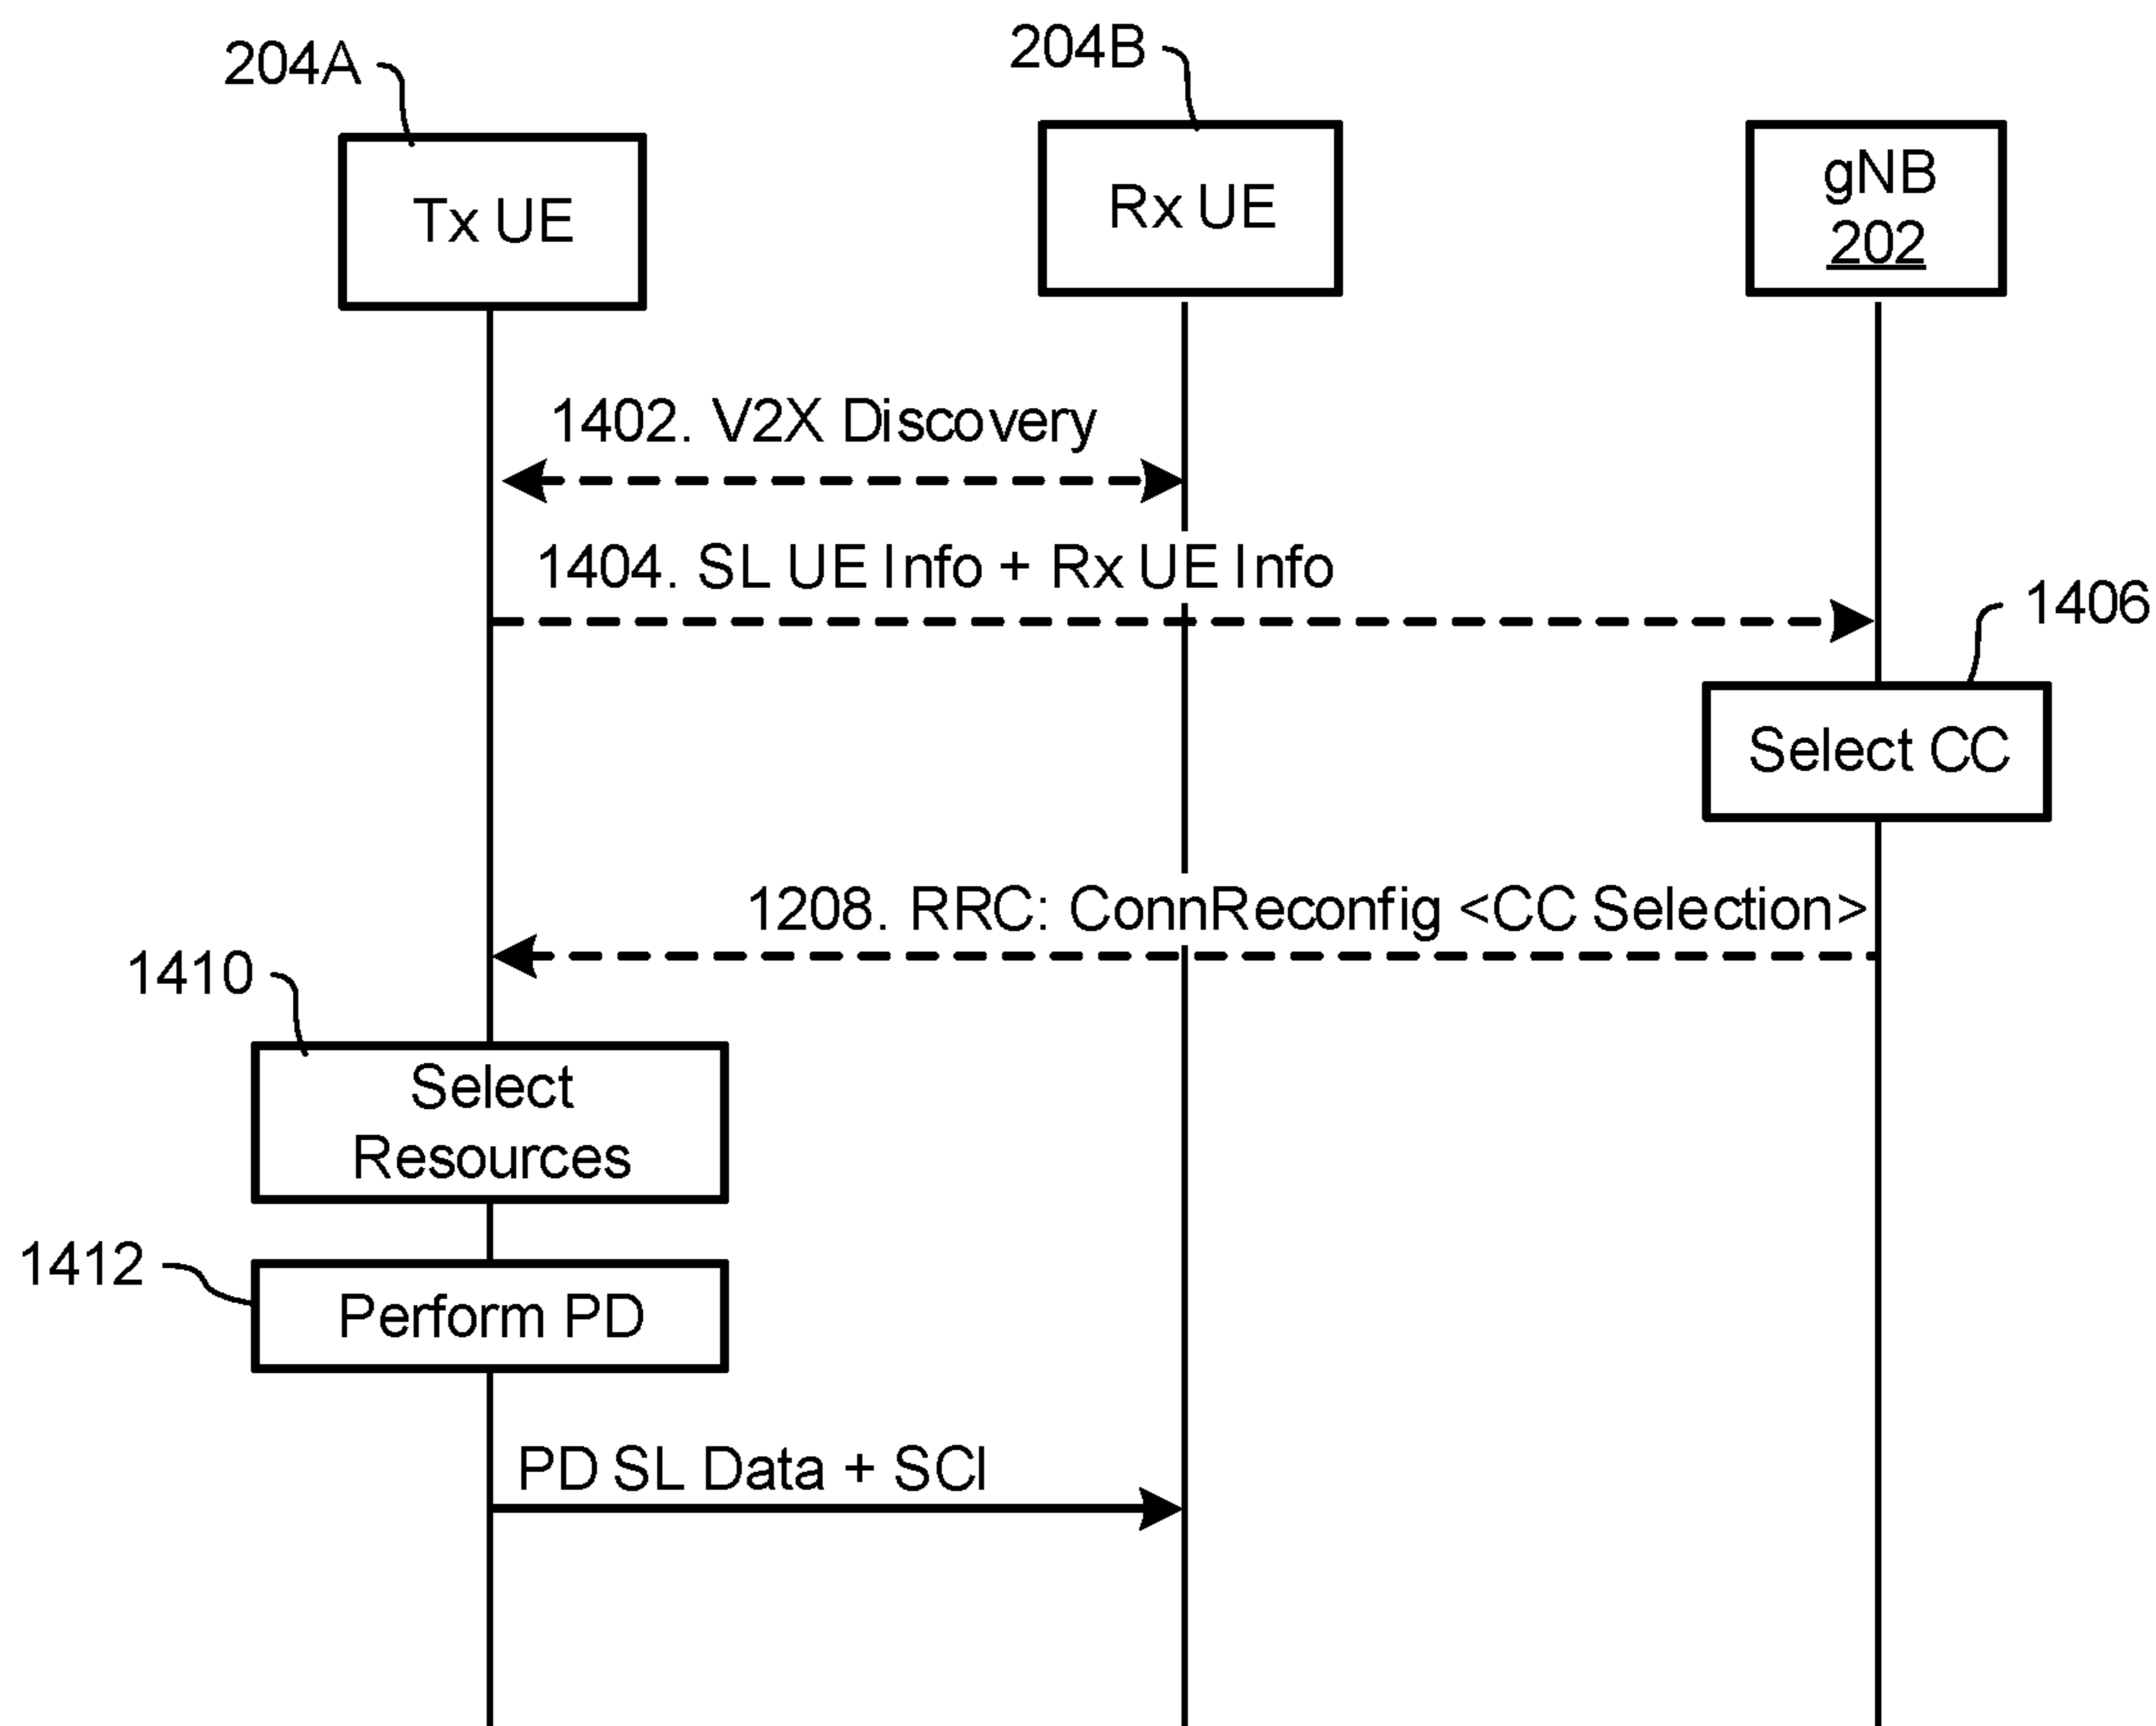 204A
204B
Tx UE
Rx UE
gNB
202
1402. V2X Discovery
1404. SL UE Info + Rx UE Info
1406
Select CC
1208. RRC: ConnReconfig <CC Selection>
1410
Select
Resources
1412
Perform PD
PD SL Data + SCI